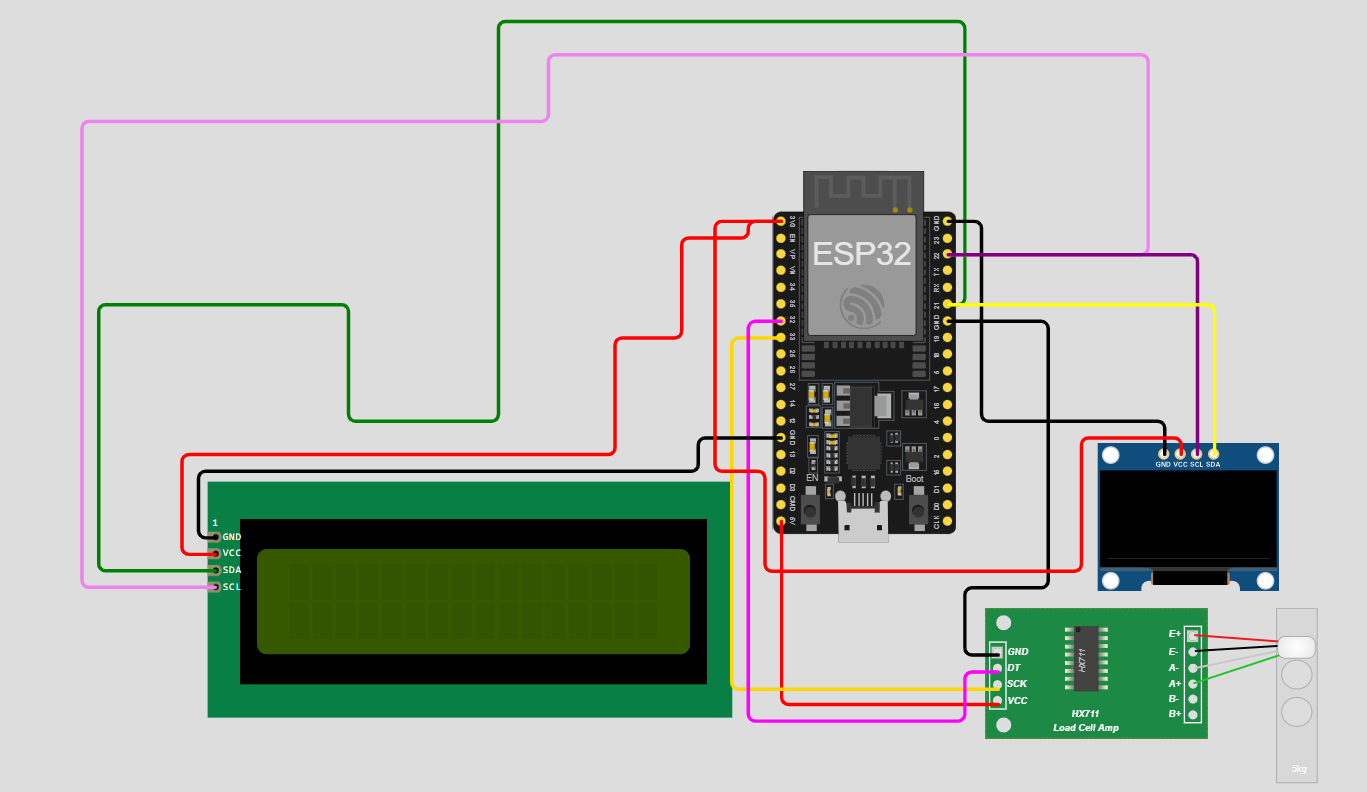 ESP32
3V3
EN
VP
VN
34
35
32
33
25
26
27
14
12
GND
13
D2
D3
CMD
5V
GND
23
22
TX
RX
21
GND
19
18
5
17
16
4
0
2
15
D1
D0
CLK
EN
Boot
1
GND
VCC
SDA
SCL
GND VCC SCL SDA
GND
DT
SCK
VCC
HX711
HX711
Load Cell Amp
E+
E-
A-
A+
B-
B+
5kg